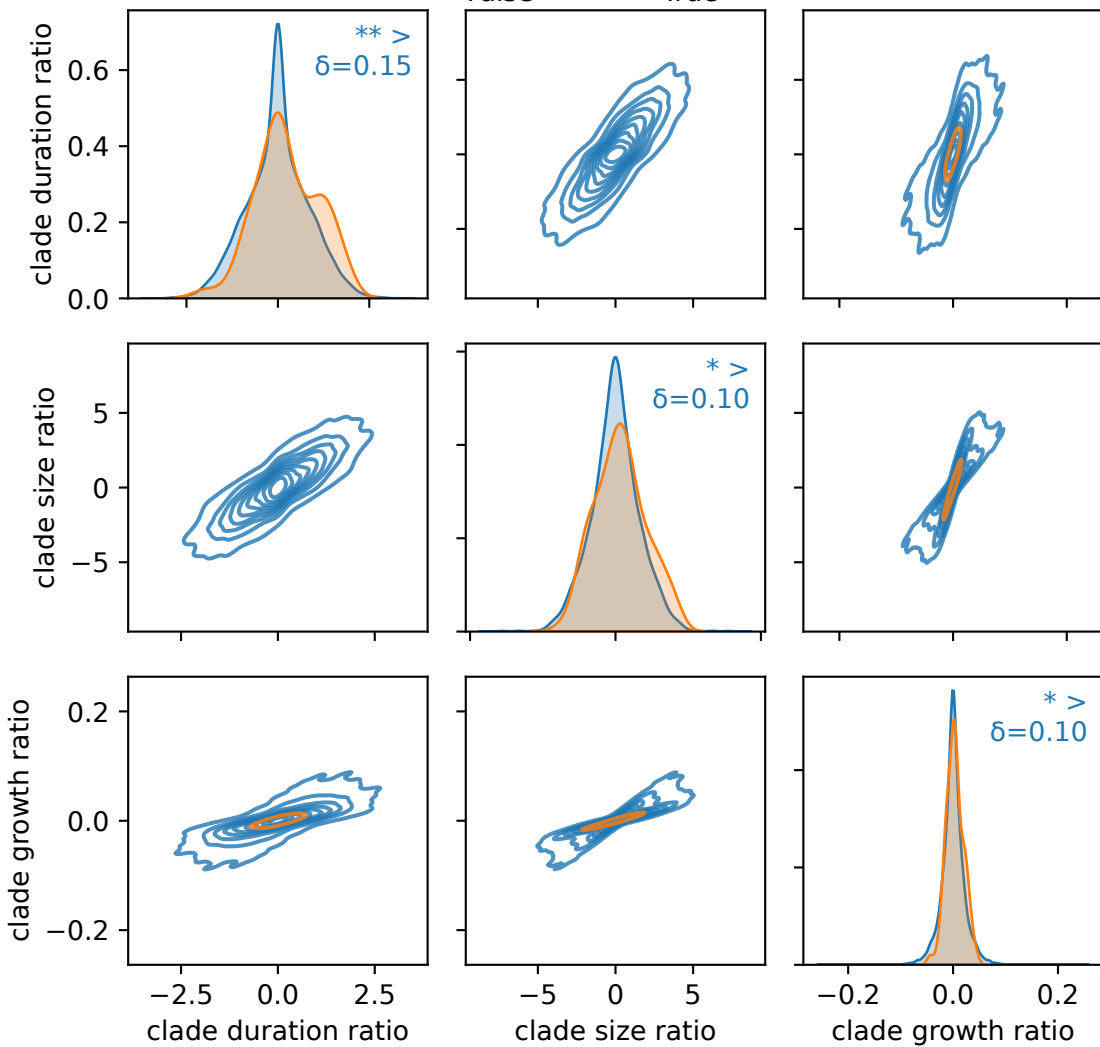 False True
clade duration ratio
0.6
0.4
0.2
0.0
** >
δ=0.15
clade size ratio
5
0
−5
* >
δ=0.10
clade growth ratio
0.2
0.0
−0.2
* >
δ=0.10
−2.5 0.0 2.5
−5 0 5
−0.2 0.0 0.2
clade duration ratio
clade size ratio
clade growth ratio